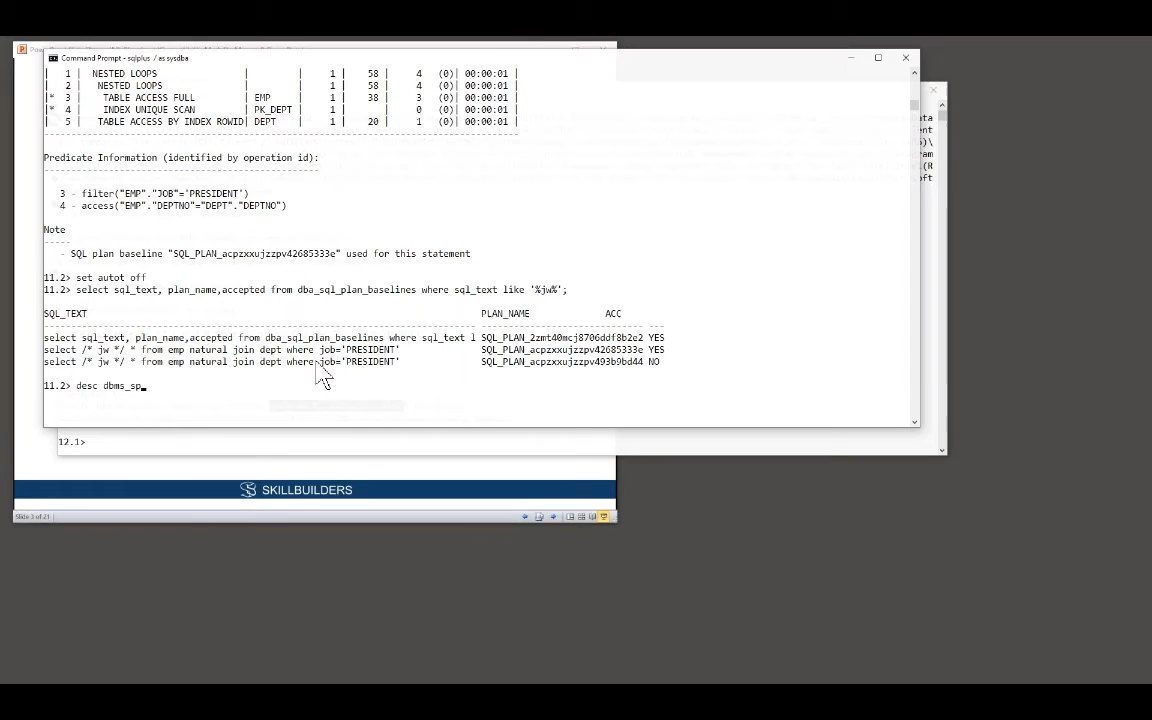 Command Prompt - sqlplus / as sysdba
| 1 | NESTED LOOPS | | 1 | 58 | 4 (0)| 00:00:01 |
| 2 | NESTED LOOPS | | 1 | 58 | 4 (0)| 00:00:01 |
|* 3 | TABLE ACCESS FULL | EMP | 1 | 38 | 3 (0)| 00:00:01 |
|* 4 | INDEX UNIQUE SCAN | PK_DEPT | 1 | | 0 (0)| 00:00:01 |
| 5 | TABLE ACCESS BY INDEX ROWID| DEPT | 1 | 20 | 1 (0)| 00:00:01 |
Predicate Information (identified by operation id):
3 - filter("EMP"."JOB"='PRESIDENT')
4 - access("EMP"."DEPTNO"="DEPT"."DEPTNO")
Note
-----
- SQL plan baseline "SQL_PLAN_acpzxxujzzpv42685333e" used for this statement
11.2> set autot off
11.2> select sql_text, plan_name,accepted from dba_sql_plan_baselines where sql_text like '%jw%';
SQL_TEXT PLAN_NAME ACC
select sql_text, plan_name,accepted from dba_sql_plan_baselines where sql_text l SQL_PLAN_2zmt40mcj8706ddf8b2e2 YES
select /* jw */ * from emp natural join dept where job='PRESIDENT' SQL_PLAN_acpzxxujzzpv42685333e YES
select /* jw */ * from emp natural join dept where job='PRESIDENT' SQL_PLAN_acpzxxujzzpv493b9bd44 NO
11.2> desc dbms_sp
12.1>
SKILLBUILDERS
Slide 3 of 21